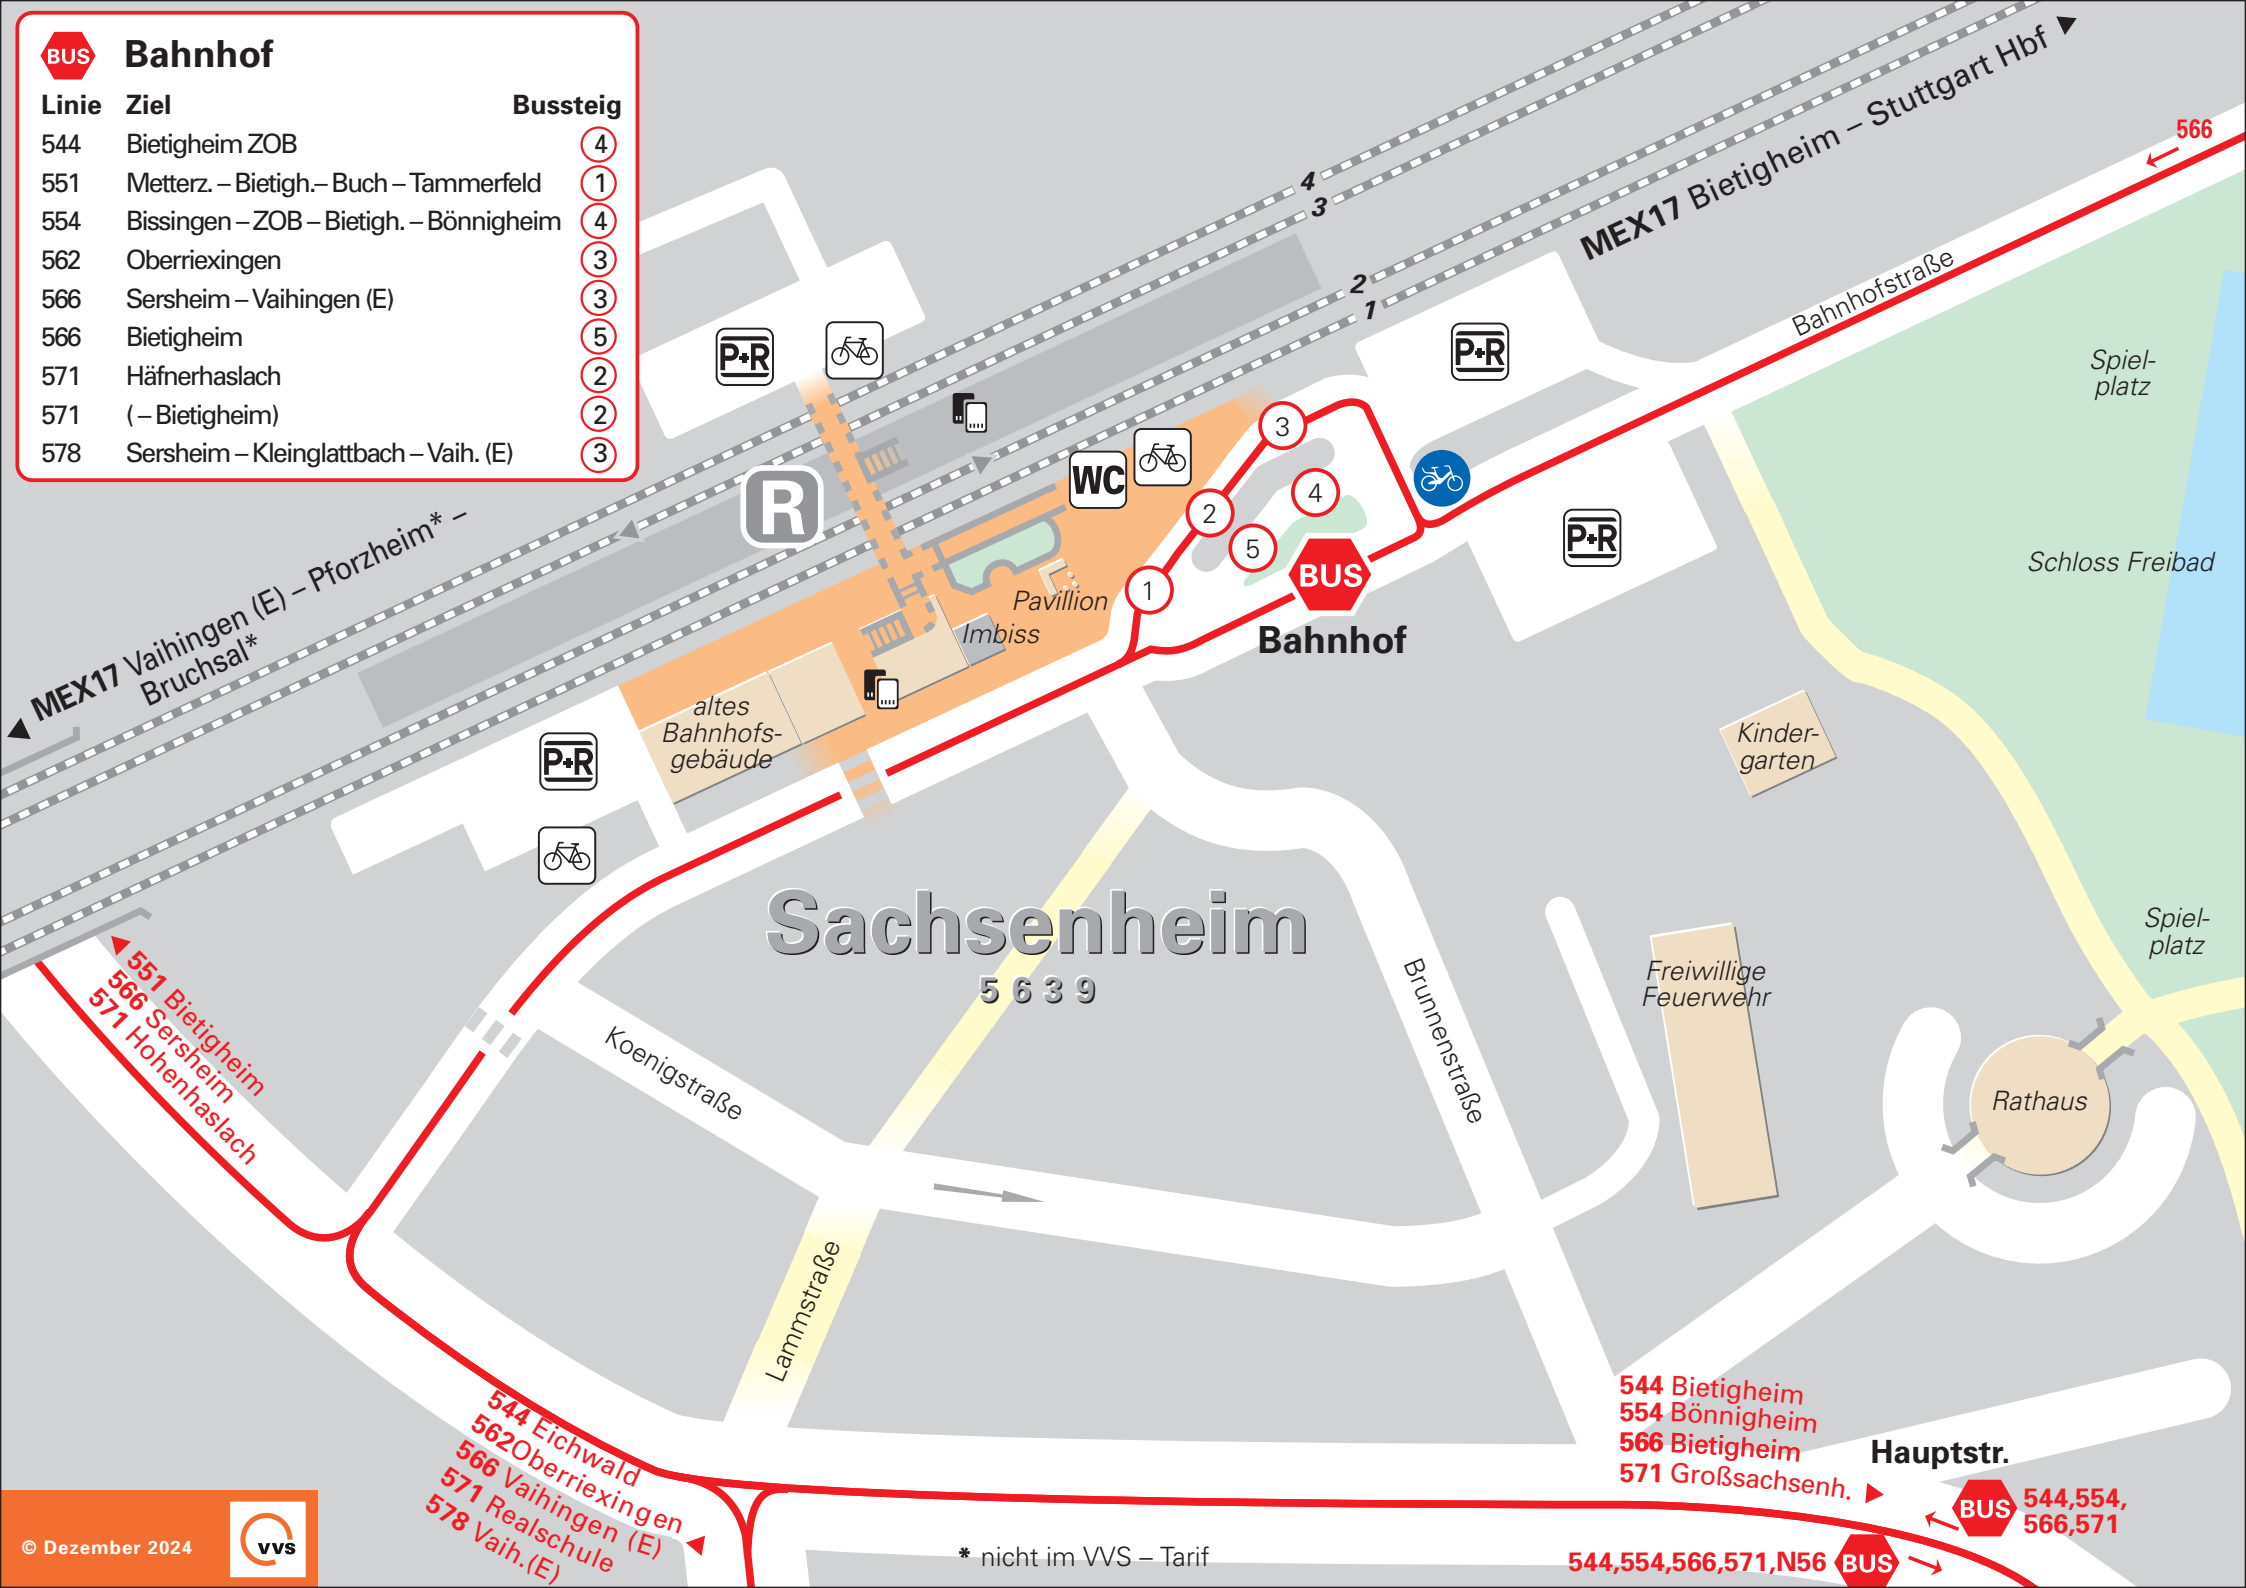 BUS Bahnhof
Linie Ziel Bussteig
544 Bietigheim ZOB 4
551 Metterz. – Bietigh.– Buch – Tammerfeld 1
554 Bissingen – ZOB – Bietigh. – Bönnigheim 4
562 Oberriexingen 3
566 Sersheim – Vaihingen (E) 3
566 Bietigheim 5
571 Häfnerhaslach 2
571 ( – Bietigheim) 2
578 Sersheim – Kleinglattbach – Vaih. (E) 3
MEX17 Bietigheim – Stuttgart Hbf
566
4
3
2
1
Bahnhofstraße
P+R
P+R
P+R
P+R
R
WC
3
4
2
5
1
BUS
Bahnhof
Spiel-
platz
Schloss Freibad
MEX17 Vaihingen (E) – Pforzheim* –
Bruchsal*
Pavillion
Imbiss
altes
Bahnhofs-
gebäude
Kinder-
garten
Sachsenheim
5639
Spiel-
platz
Freiwillige
Feuerwehr
Rathaus
551 Bietigheim
566 Sersheim
571 Hohenhaslach
Koenigstraße
Brunnenstraße
Lammstraße
544 Eichwald
562Oberriexingen
566 Vaihingen (E)
571 Realschule
578 Vaih.(E)
544 Bietigheim
554 Bönnigheim
566 Bietigheim
571 Großsachsenh.
Hauptstr.
BUS
544,554,
566,571
544,554,566,571,N56 BUS
* nicht im VVS – Tarif
© Dezember 2024
vvs